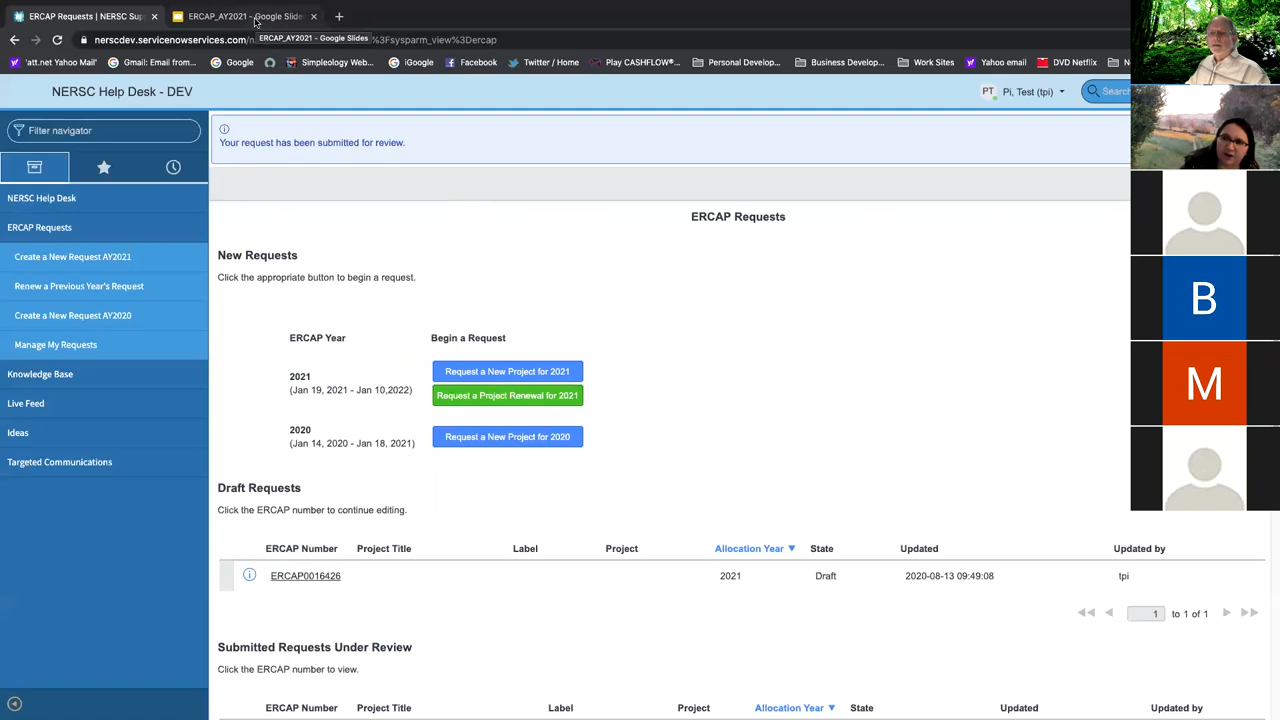 ERCAP Requests | NERSC Sup
ERCAP_AY2021 - Google Slides
nerscdev.servicenowservices.com/
ERCAP_AY2021 - Google Slides
%3Fsysparm_view%3Dercap
'att.net Yahoo Mail'
Gmail: Email from...
Google
Simpleology Web...
iGoogle
Facebook
Twitter / Home
Play CASHFLOW®...
Personal Develop...
Business Develop...
Work Sites
Yahoo email
DVD Netflix
NERSC Help Desk - DEV
PT
Pi, Test (tpi)
Search
Filter navigator
Your request has been submitted for review.
NERSC Help Desk
ERCAP Requests
Create a New Request AY2021
Renew a Previous Year's Request
Create a New Request AY2020
Manage My Requests
Knowledge Base
Live Feed
Ideas
Targeted Communications
ERCAP Requests
New Requests
Click the appropriate button to begin a request.
ERCAP Year Begin a Request
2021
(Jan 19, 2021 - Jan 10,2022)
Request a New Project for 2021
Request a Project Renewal for 2021
2020
(Jan 14, 2020 - Jan 18, 2021)
Request a New Project for 2020
Draft Requests
Click the ERCAP number to continue editing.
ERCAP Number Project Title Label Project Allocation Year ▼ State Updated Updated by
ERCAP0016426 2021 Draft 2020-08-13 09:49:08 tpi
1 to 1 of 1
Submitted Requests Under Review
Click the ERCAP number to view.
ERCAP Number Project Title Label Project Allocation Year ▼ State Updated Updated by
B
M